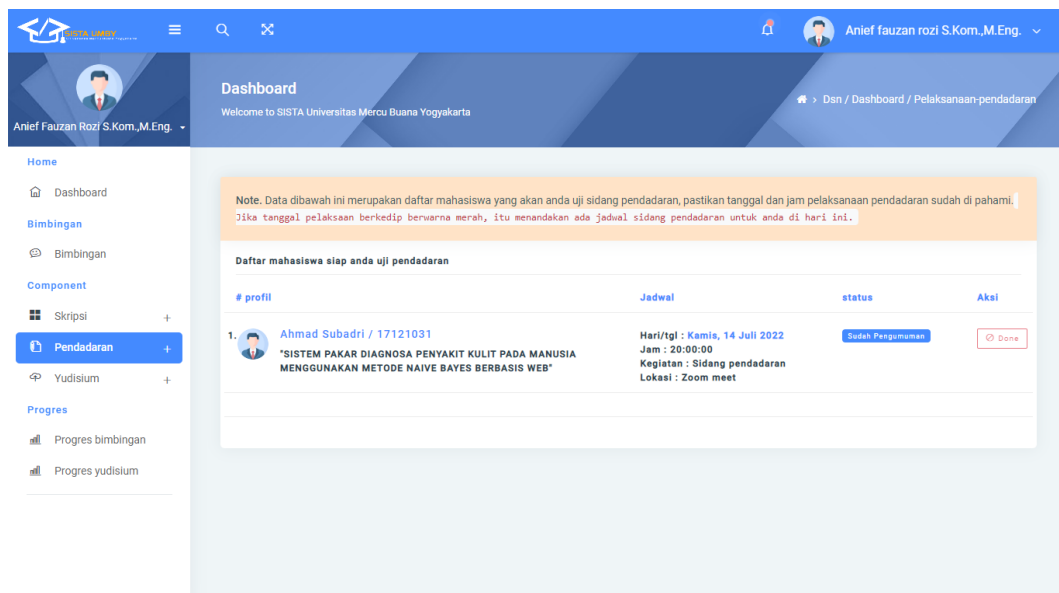 SISTA UMBY
Anief fauzan rozi S.Kom.,M.Eng.
Anief Fauzan Rozi S.Kom.,M.Eng.
Dashboard
Welcome to SISTA Universitas Mercu Buana Yogyakarta
> Dsn / Dashboard / Pelaksanaan-pendadaran
Home
Dashboard
Bimbingan
Bimbingan
Component
Skripsi +
Pendadaran +
Yudisium +
Progres
Progres bimbingan
Progres yudisium
Note. Data dibawah ini merupakan daftar mahasiswa yang akan anda uji sidang pendadaran, pastikan tanggal dan jam pelaksanaan pendadaran sudah di pahami.
Jika tanggal pelaksaan berkedip berwarna merah, itu menandakan ada jadwal sidang pendadaran untuk anda di hari ini.
Daftar mahasiswa siap anda uji pendadaran
# profil Jadwal status Aksi
1. Ahmad Subadri / 17121031
"SISTEM PAKAR DIAGNOSA PENYAKIT KULIT PADA MANUSIA
MENGGUNAKAN METODE NAIVE BAYES BERBASIS WEB"
Hari/tgl : Kamis, 14 Juli 2022
Jam : 20:00:00
Kegiatan : Sidang pendadaran
Lokasi : Zoom meet
Sudah Pengumuman
Done